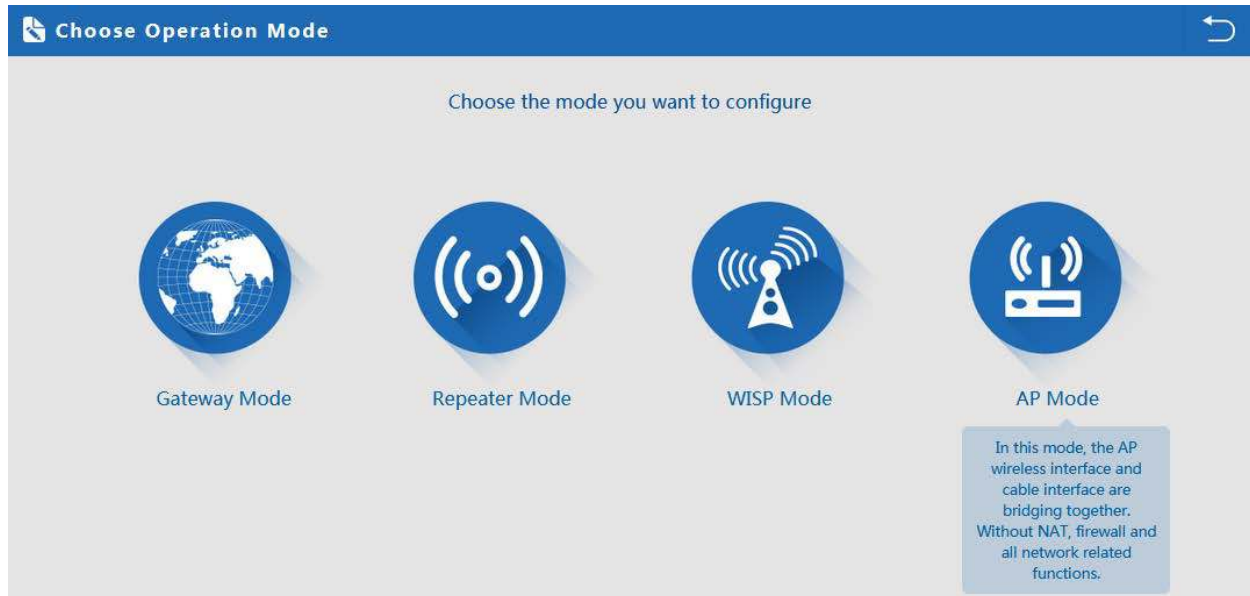 Choose Operation Mode
Choose the mode you want to configure
Gateway Mode
Repeater Mode
WISP Mode
AP Mode
In this mode, the AP
wireless interface and
cable interface are
bridging together.
Without NAT, firewall and
all network related
functions.